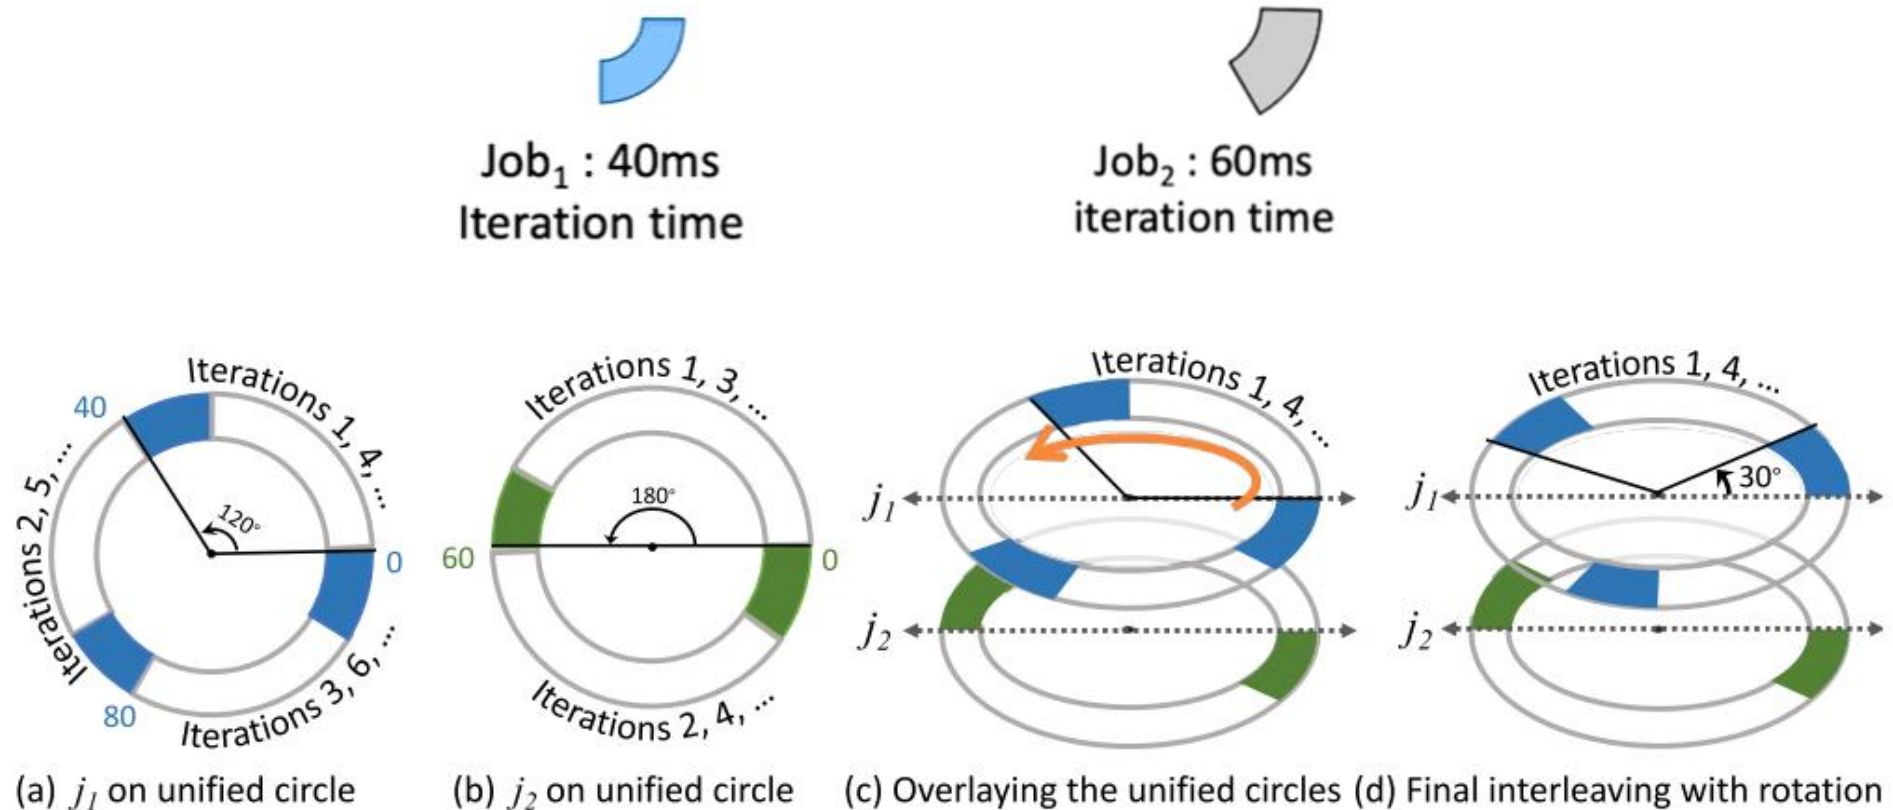 Job₁ : 40ms
Iteration time
Job₂ : 60ms
iteration time
Iterations 1, 4, ...
40
Iterations 2, 5, ...
120°
0
80
Iterations 3, 6, ...
(a) j₁ on unified circle
Iterations 1, 3, ...
180°
60
0
Iterations 2, 4, ...
(b) j₂ on unified circle
Iterations 1, 4, ...
j₁
j₂
(c) Overlaying the unified circles
Iterations 1, 4, ...
30°
j₁
j₂
(d) Final interleaving with rotation